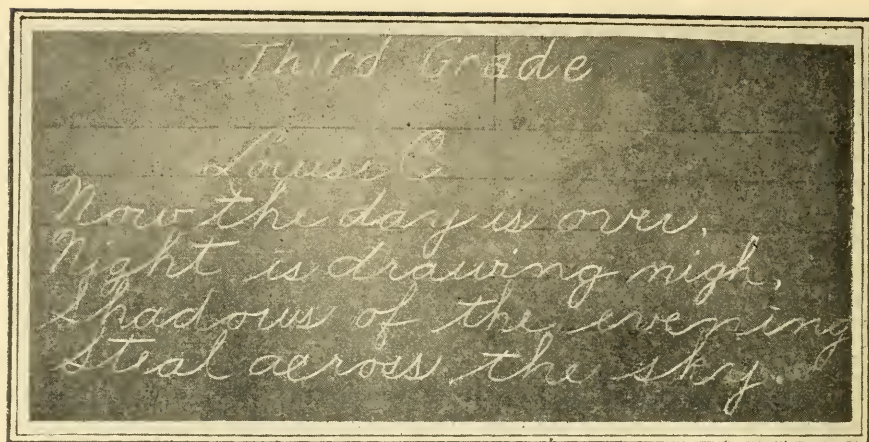 Third Grade
Louise C
Now the day is over,
Night is drawing nigh,
Shadows of the evening
Steal across the sky.